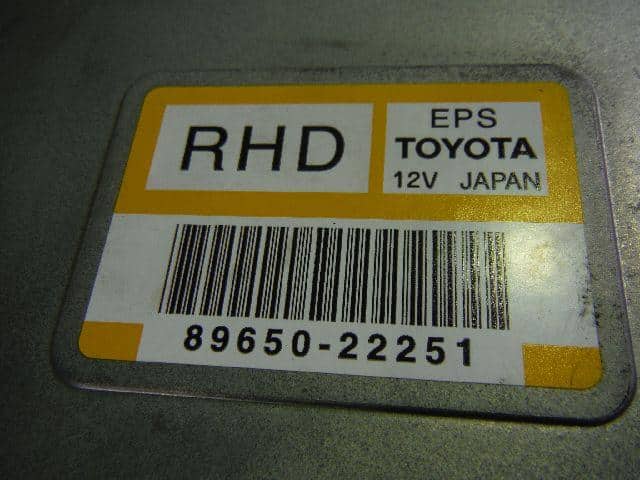 RHD
EPS
TOYOTA
12V JAPAN
89650-22251